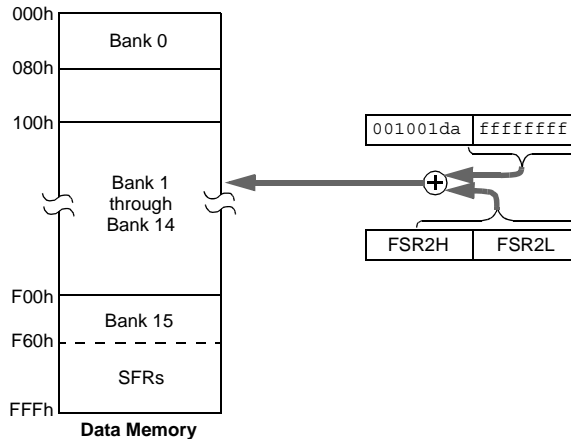 000h
Bank 0
080h
100h
001001da ffffffff
Bank 1
through
Bank 14
FSR2H FSR2L
F00h
Bank 15
F60h
SFRs
FFFh
Data Memory